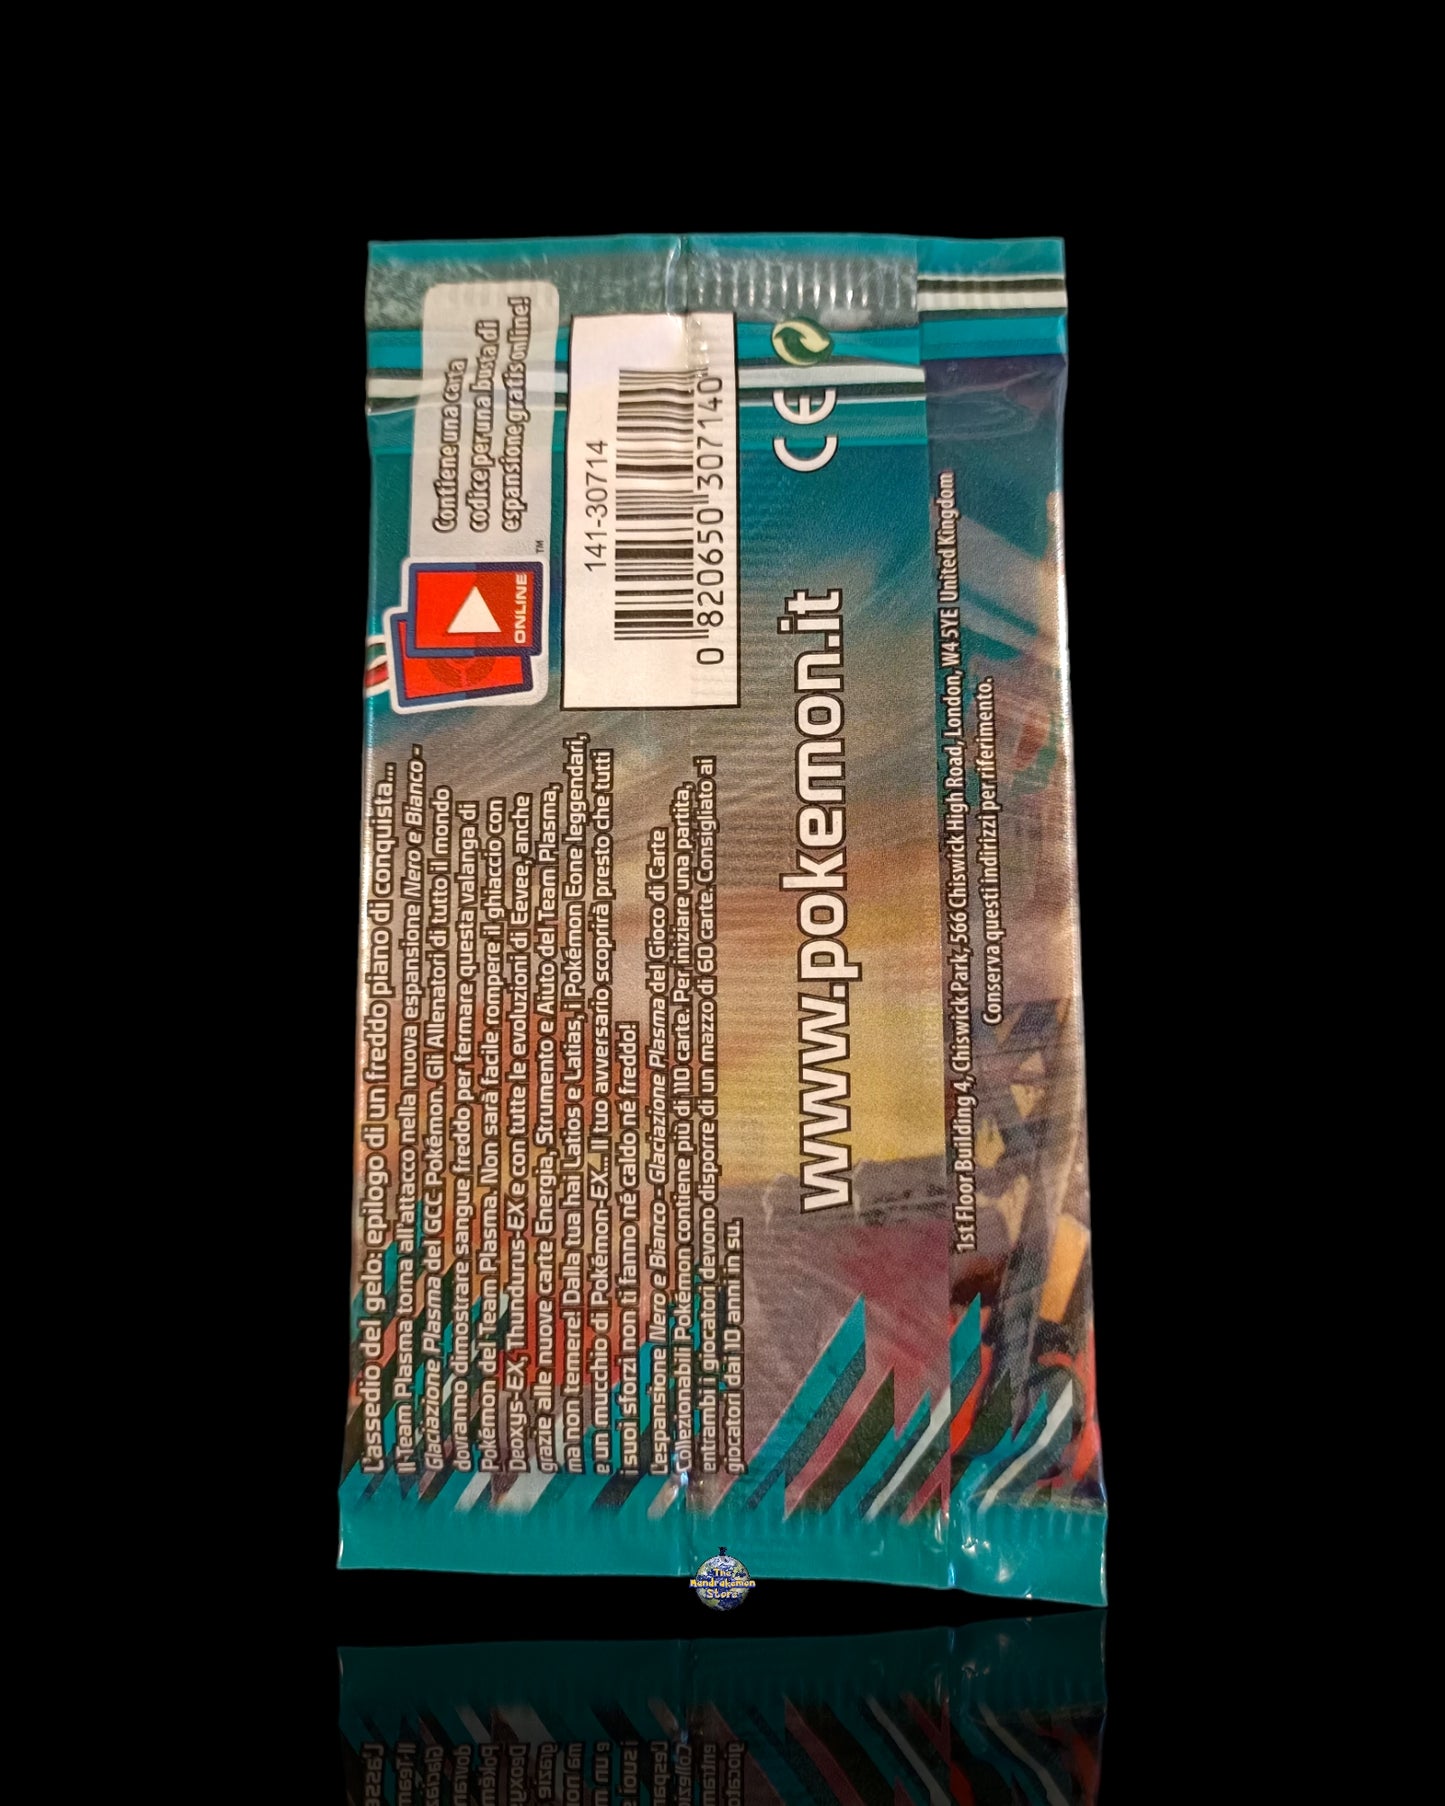 L'assedio del gelo: epilogo di un freddo piano di conquista...
Il Team Plasma torna all'attacco nella nuova espansione Nero e Bianco -
Glaciazione Plasma del GCC Pokémon. Gli Allenatori di tutto il mondo
dovranno dimostrare sangue freddo per fermare questa valanga di
Pokémon del Team Plasma. Non sarà facile rompere il ghiaccio con
Deoxys-EX, Thundurus-EX e con tutte le evoluzioni di Eevee, anche
grazie alle nuove carte Energia, Strumento e Aiuto del Team Plasma,
ma non temere! Dalla tua hai Latios e Latias, i Pokémon Eone leggendari,
e un mucchio di Pokémon-EX... Il tuo avversario scoprirà presto che tutti
i suoi sforzi non ti fanno né caldo né freddo!
L'espansione Nero e Bianco - Glaciazione Plasma del Gioco di Carte
Collezionabili Pokémon contiene più di 110 carte. Per iniziare una partita,
entrambi i giocatori devono disporre di un mazzo di 60 carte. Consigliato ai
giocatori dai 10 anni in su.
ONLINE
TM
Contiene una carta
codice per una busta di
espansione gratis online!
141-30714
0 820650 307140
CE
www.pokemon.it
1st Floor Building 4, Chiswick Park, 566 Chiswick High Road, London, W4 5YE United Kingdom
Conserva questi indirizzi per riferimento.
The
Mandrakemon
Store